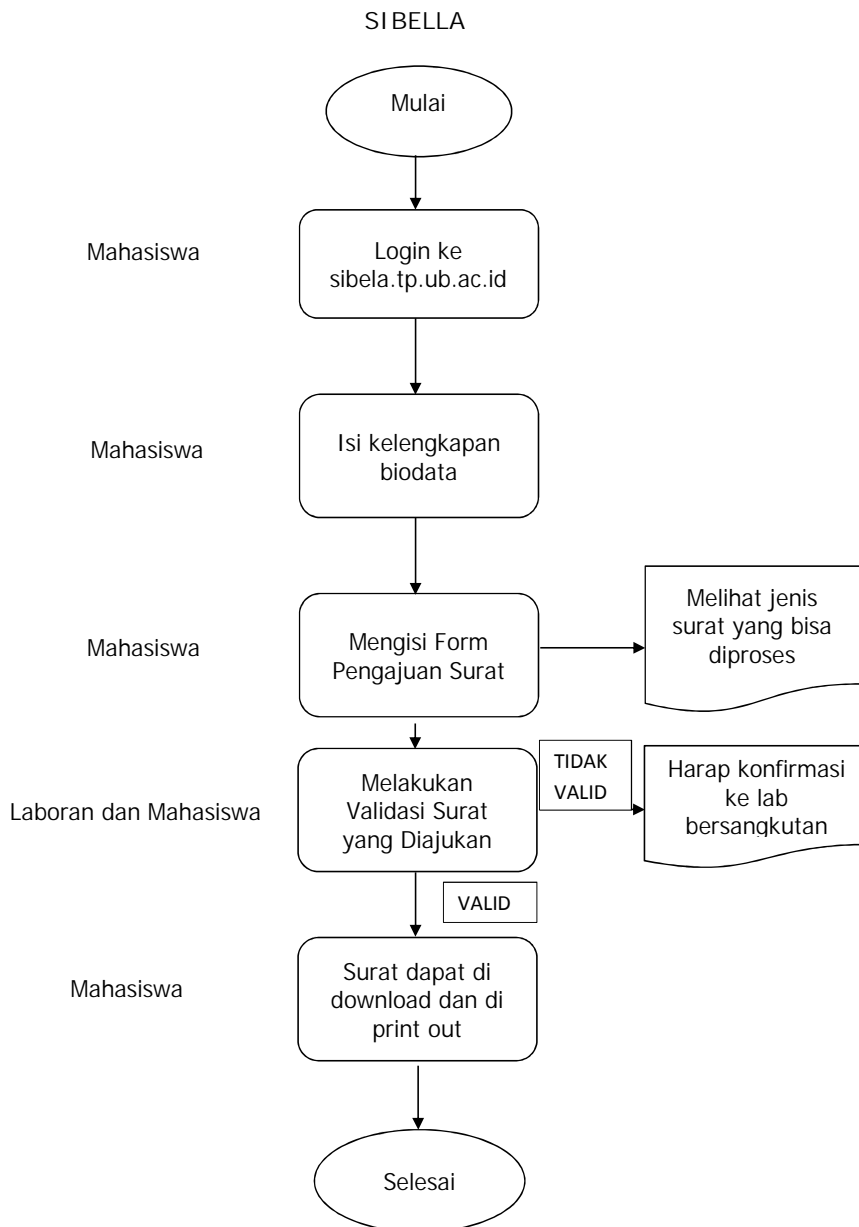 SIBELLA
Mulai
Mahasiswa
Login ke
sibela.tp.ub.ac.id
Mahasiswa
Isi kelengkapan
biodata
Mahasiswa
Mengisi Form
Pengajuan Surat
Melihat jenis
surat yang bisa
diproses
Laboran dan Mahasiswa
Melakukan
Validasi Surat
yang Diajukan
TIDAK
VALID
Harap konfirmasi
ke lab
bersangkutan
VALID
Mahasiswa
Surat dapat di
download dan di
print out
Selesai